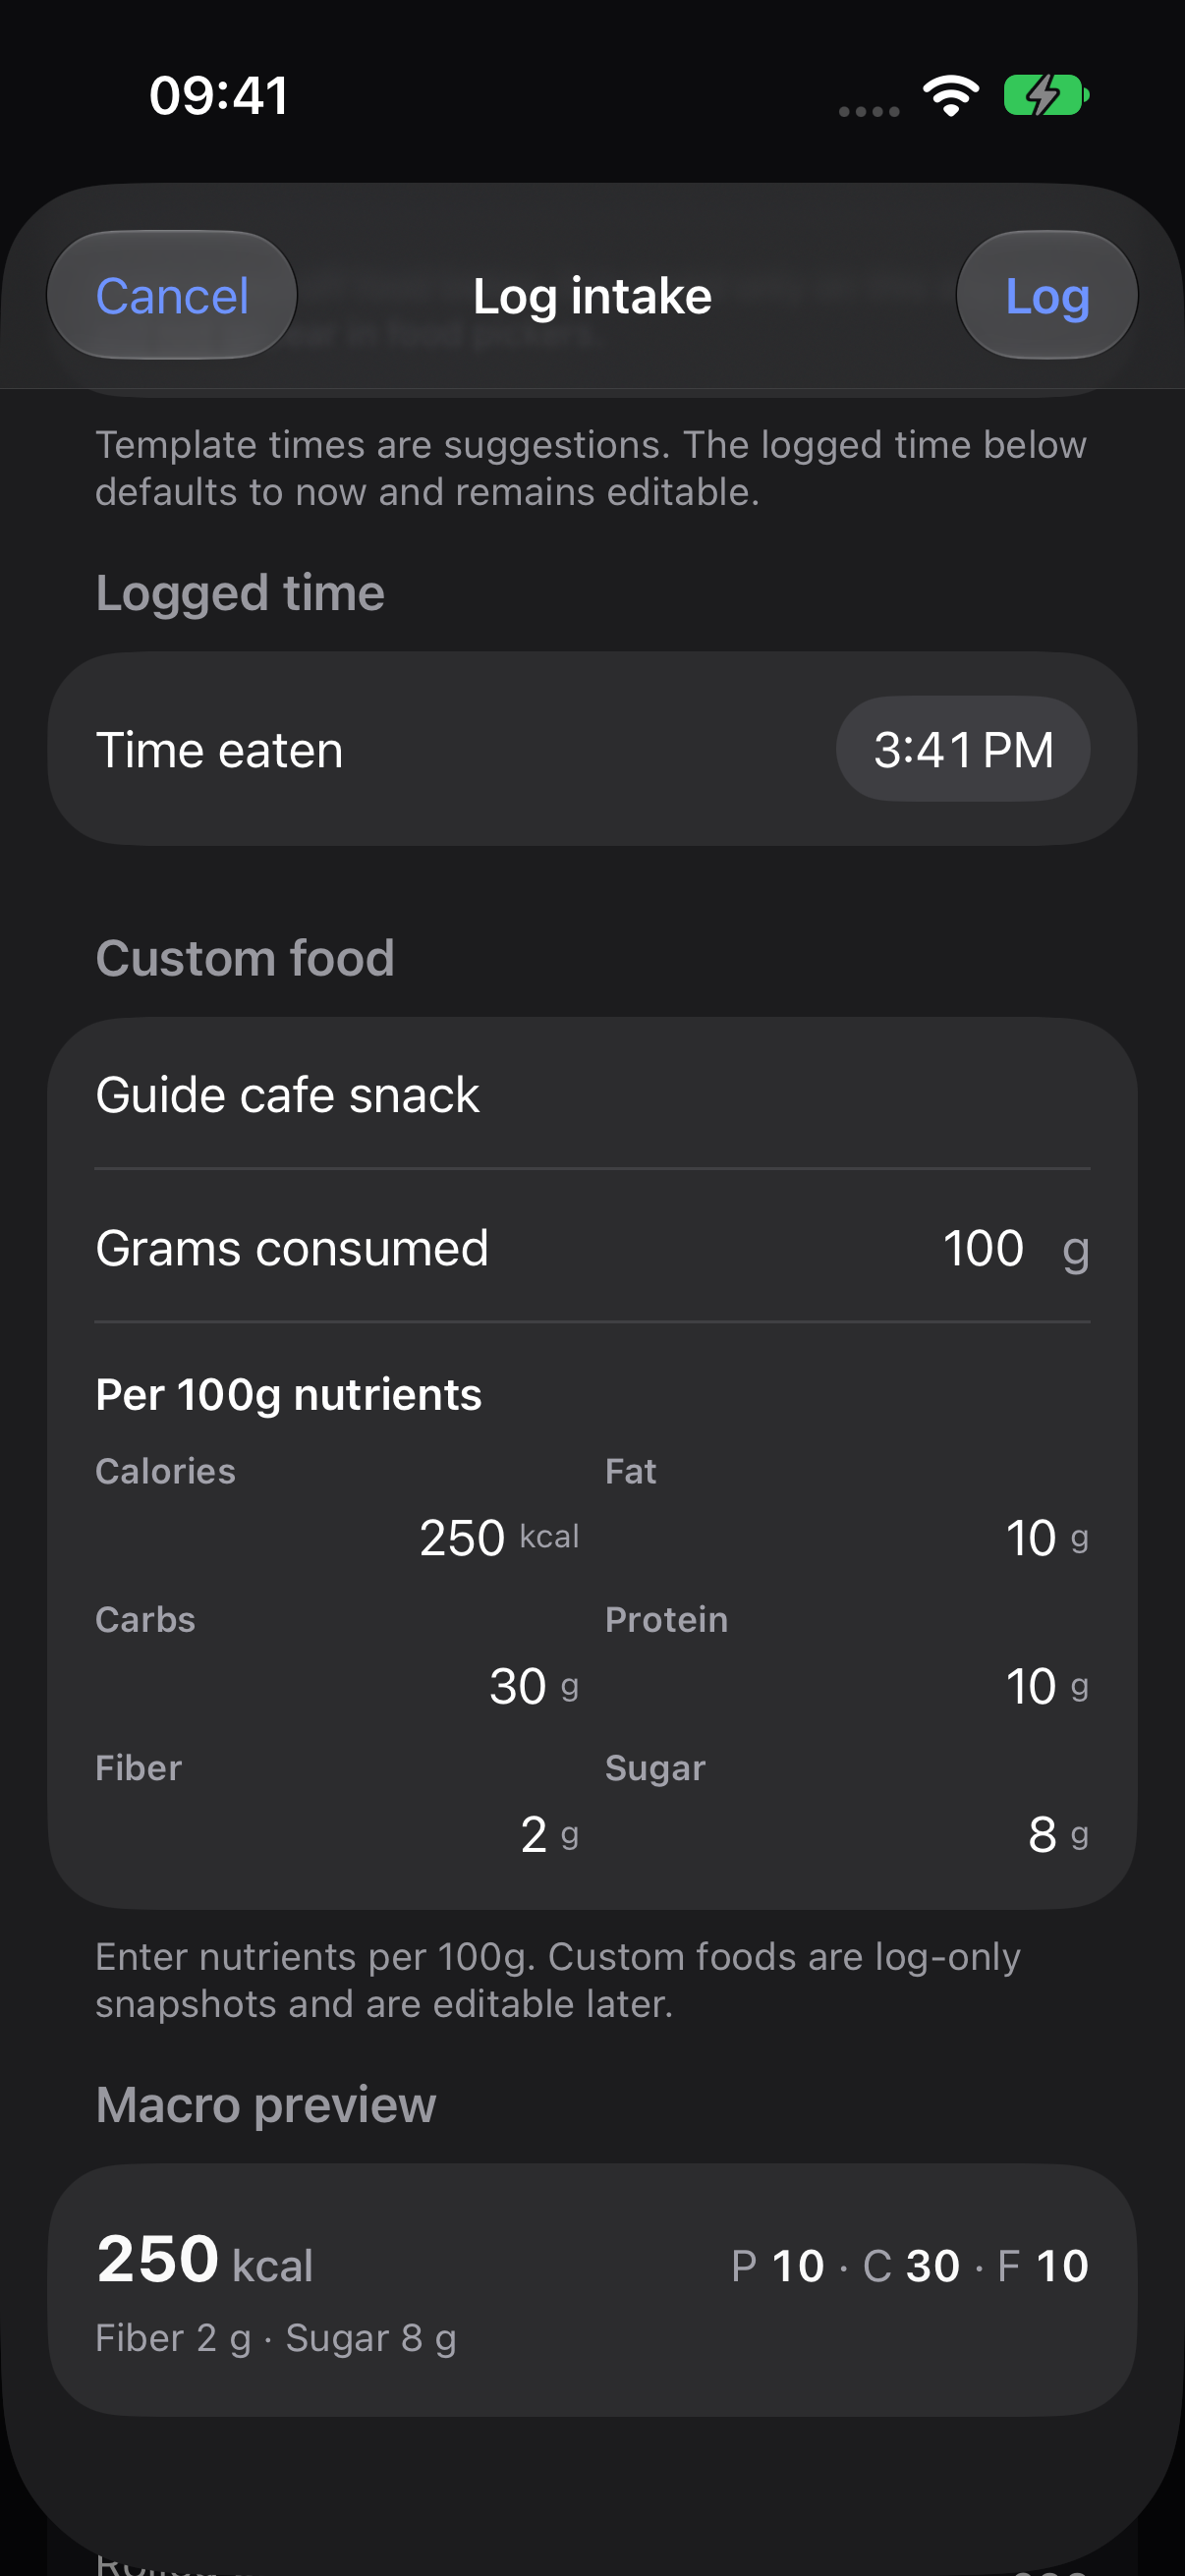 09:41
Cancel
Log intake
Log
Template times are suggestions. The logged time below
defaults to now and remains editable.
Logged time
Time eaten
3:41 PM
Custom food
Guide cafe snack
Grams consumed
100 g
Per 100g nutrients
Calories
Fat
250 kcal
10 g
Carbs
Protein
30 g
10 g
Fiber
Sugar
2 g
8 g
Enter nutrients per 100g. Custom foods are log-only
snapshots and are editable later.
Macro preview
250 kcal
P 10 · C 30 · F 10
Fiber 2 g · Sugar 8 g